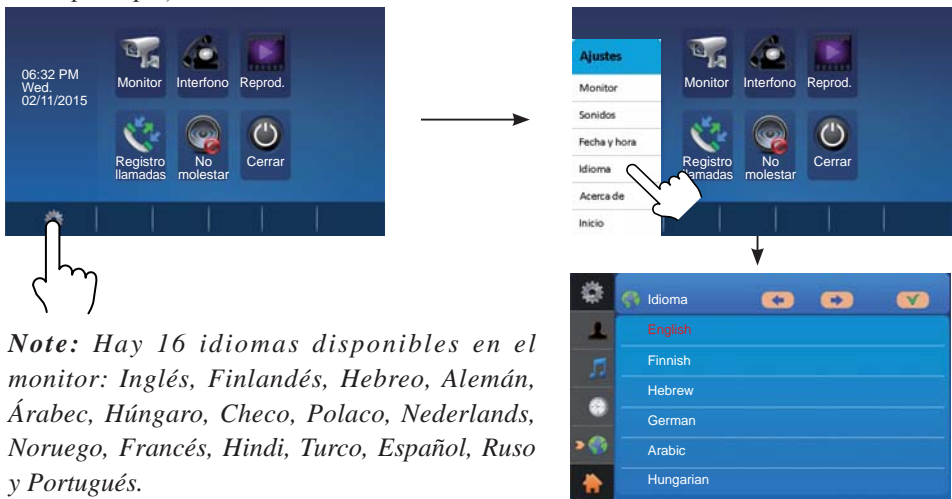 06:32 PM
Wed.
02/11/2015
Monitor
Interfono
Reprod.
Registro
llamadas
No
molestar
Cerrar
Ajustes
Monitor
Sonidos
Fecha y hora
Idioma
Acerca de
Inicio
Monitor
Interfono
Reprod.
Registro
llamadas
No
molestar
Cerrar
Note: Hay 16 idiomas disponibles en el
monitor: Inglés, Finlandés, Hebreo, Alemán,
Árabec, Húngaro, Checo, Polaco, Nederlands,
Noruego, Francés, Hindi, Turco, Español, Ruso
y Portugués.
Idioma
English
Finnish
Hebrew
German
Arabic
Hungarian